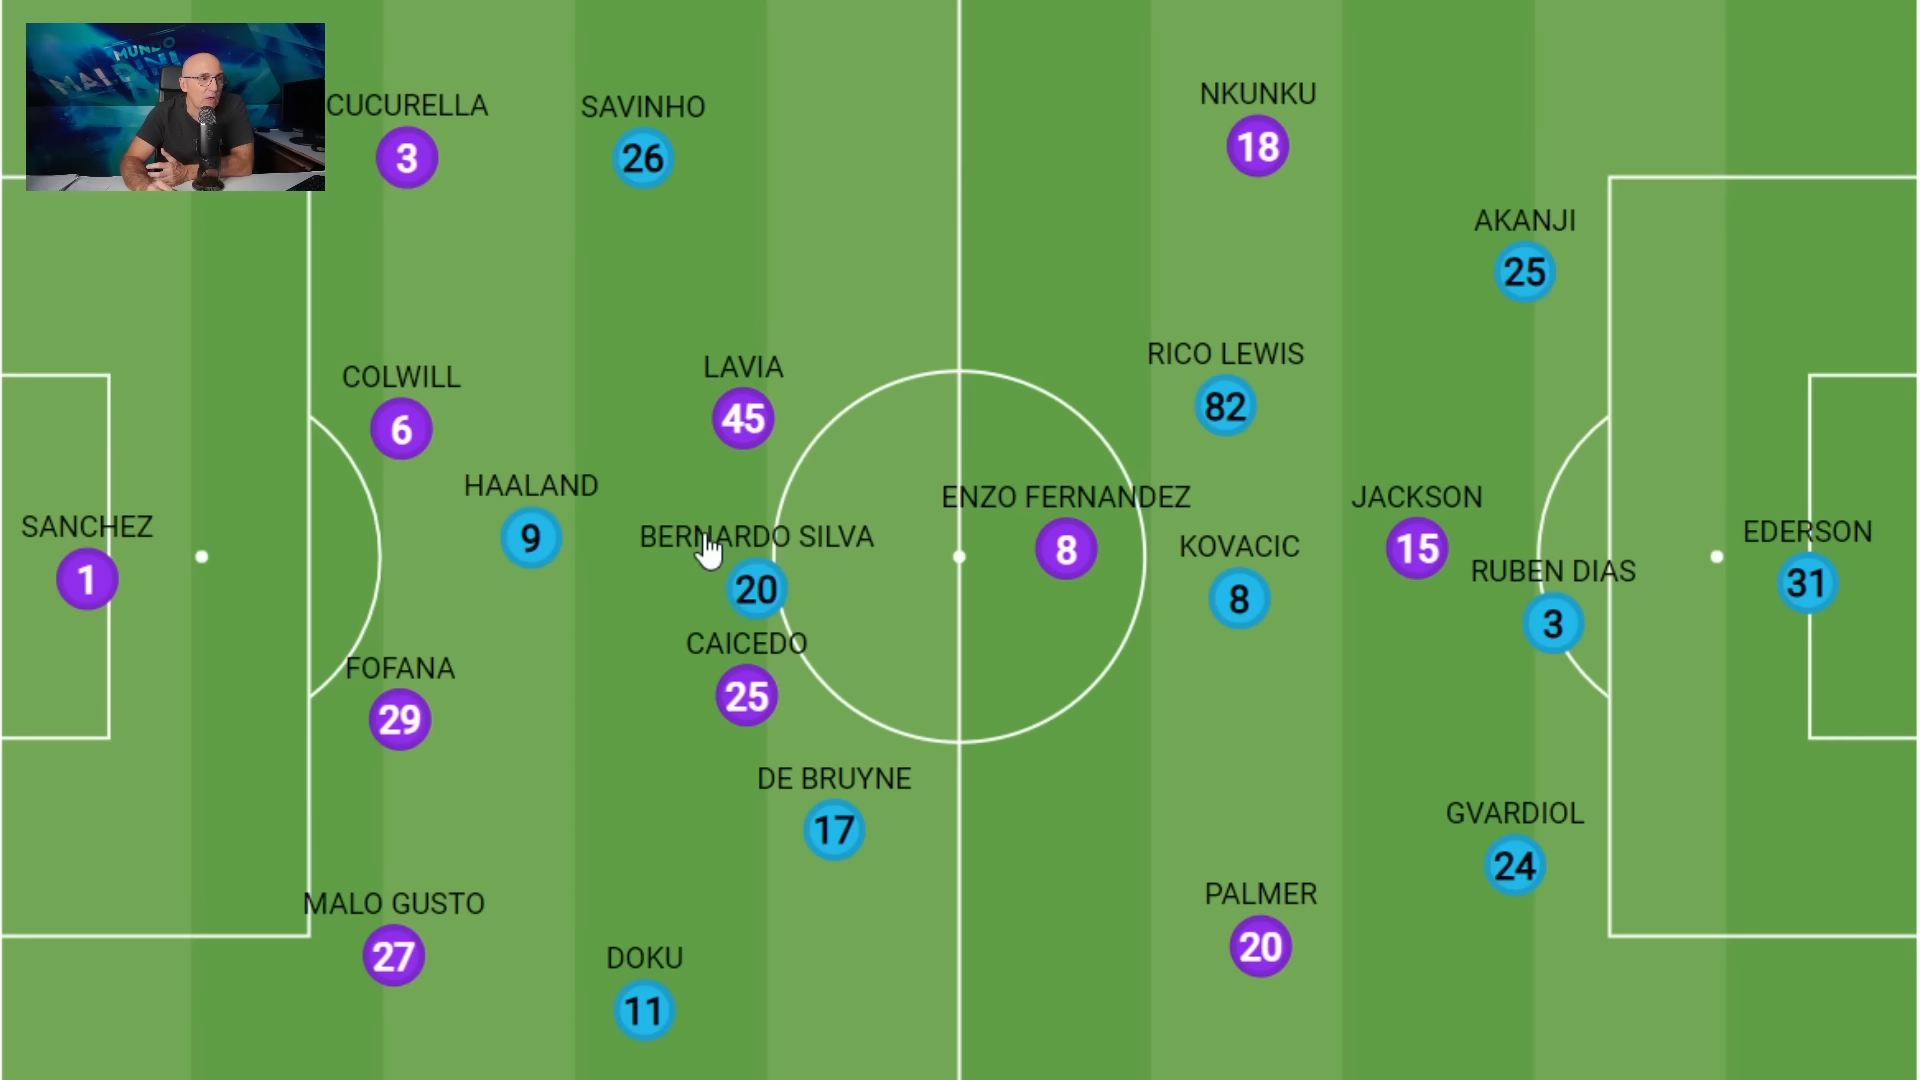 MUNDO
MALDINI
CUCURELLA
3
SAVINHO
26
NKUNKU
18
AKANJI
25
COLWILL
6
LAVIA
45
RICO LEWIS
82
HAALAND
9
SANCHEZ
1
BERNARDO SILVA
20
ENZO FERNANDEZ
8
KOVACIC
8
JACKSON
15
RUBEN DIAS
3
EDERSON
31
FOFANA
29
CAICEDO
25
DE BRUYNE
17
GVARDIOL
24
MALO GUSTO
27
PALMER
20
DOKU
11